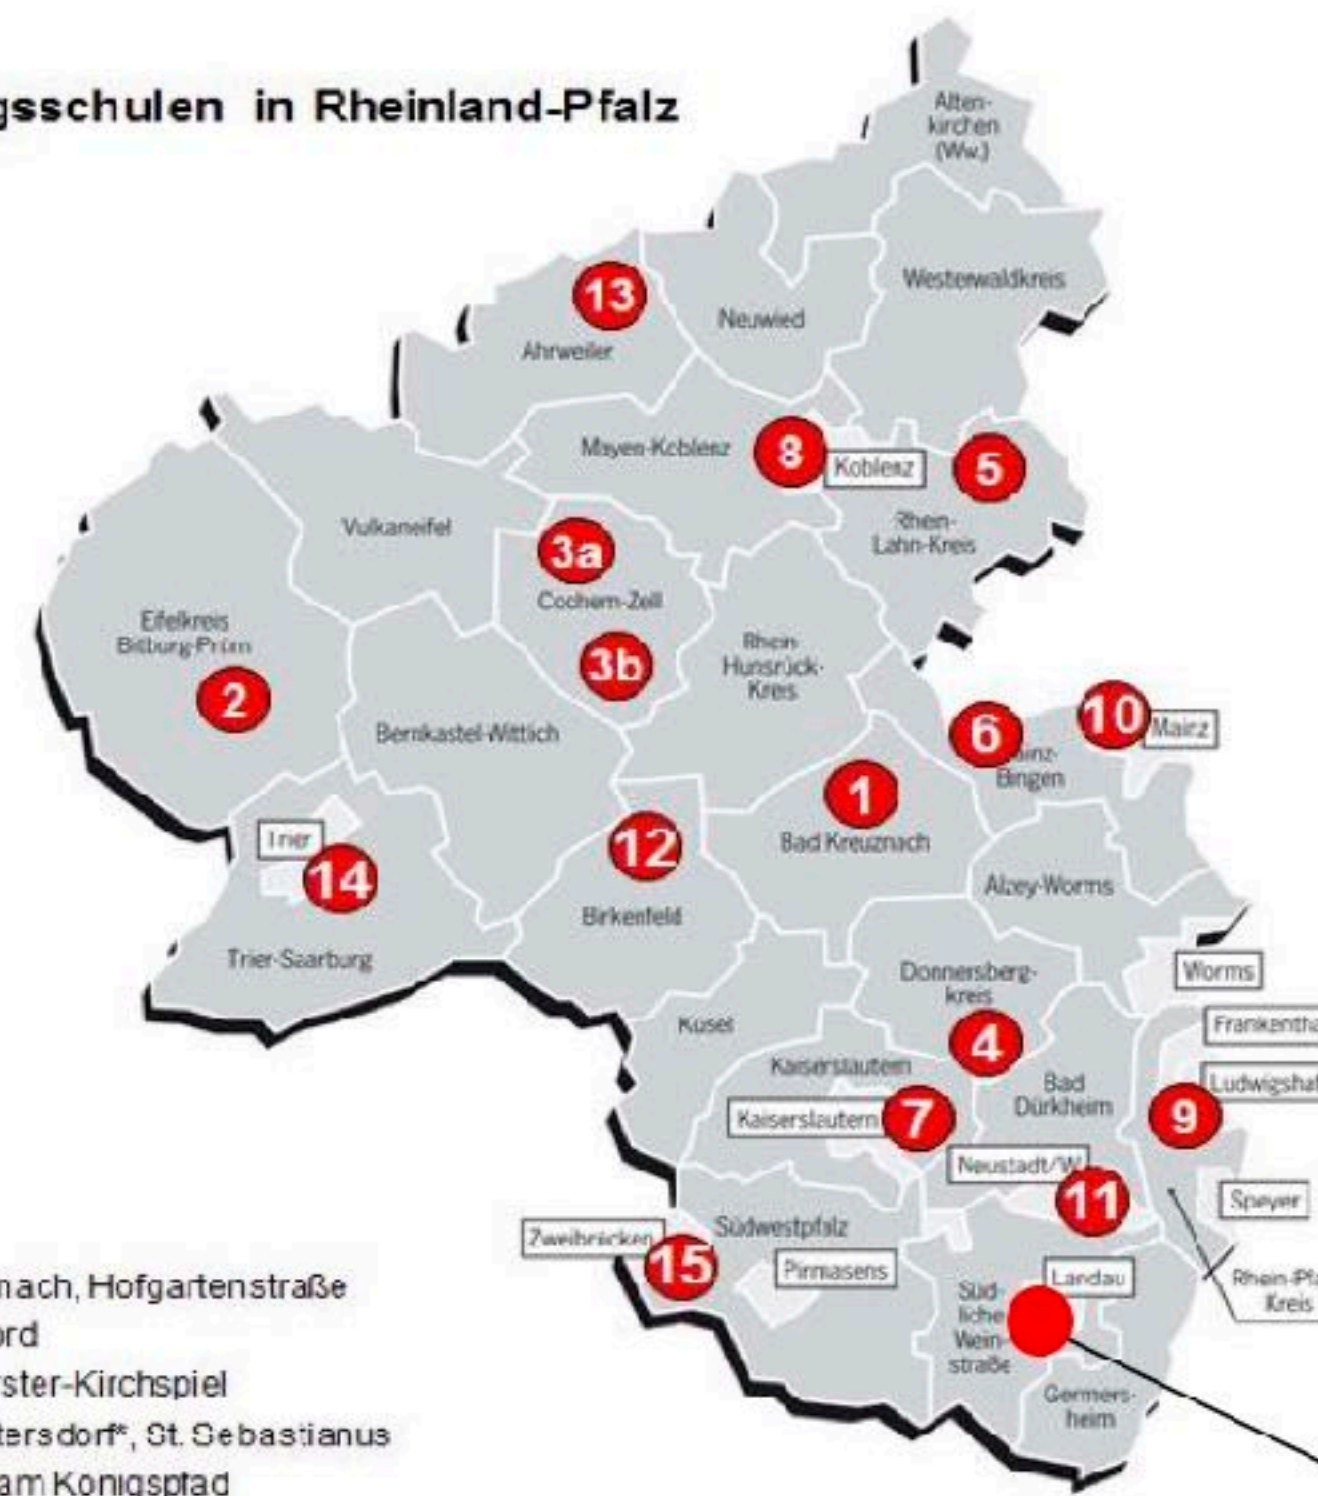 gsschulen in Rheinland-Pfalz
Alten-
kirchen
(Ww.)
Westerwaldkreis
13
Neuwied
Ahrweiler
Mayen-Koblenz
8
Koblenz
5
Rhein-
Lahn-Kreis
Vulkaneifel
3a
Cochem-Zell
3b
Eifelkreis
Bitburg-Prüm
2
Rhein-
Hunsrück-
Kreis
Bernkastel-Wittlich
6
10
Mainz
inz-
Bingen
1
Bad Kreuznach
12
Trier
14
Alzey-Worms
Birkenfeld
Trier-Saarburg
Donnersberg-
kreis
Worms
Kusel
Frankentha
4
Kaiserslautern
Bad
Dürkheim
Ludwigshaf
9
Kaiserslautern
7
Neustadt/W
11
Speyer
Zweibrücken
15
Südwestpfalz
Pirmasens
Landau
Süd-
liche
Wein-
straße
Rhein-Pfa
Kreis
Germers-
heim
nach, Hofgartenstraße
ord
ster-Kirchspiel
tersdorf*, St. Sebastianus
am Königspfad